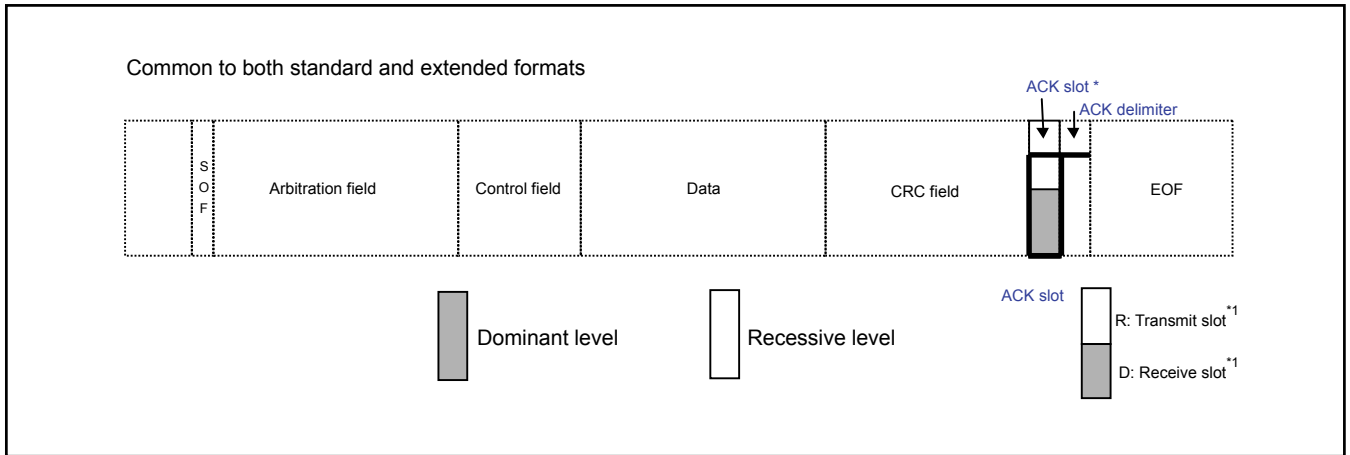 Common to both standard and extended formats
ACK slot *
ACK delimiter
S
O
F
Arbitration field
Control field
Data
CRC field
EOF
Dominant level
Recessive level
ACK slot
R: Transmit slot*1
D: Receive slot*1